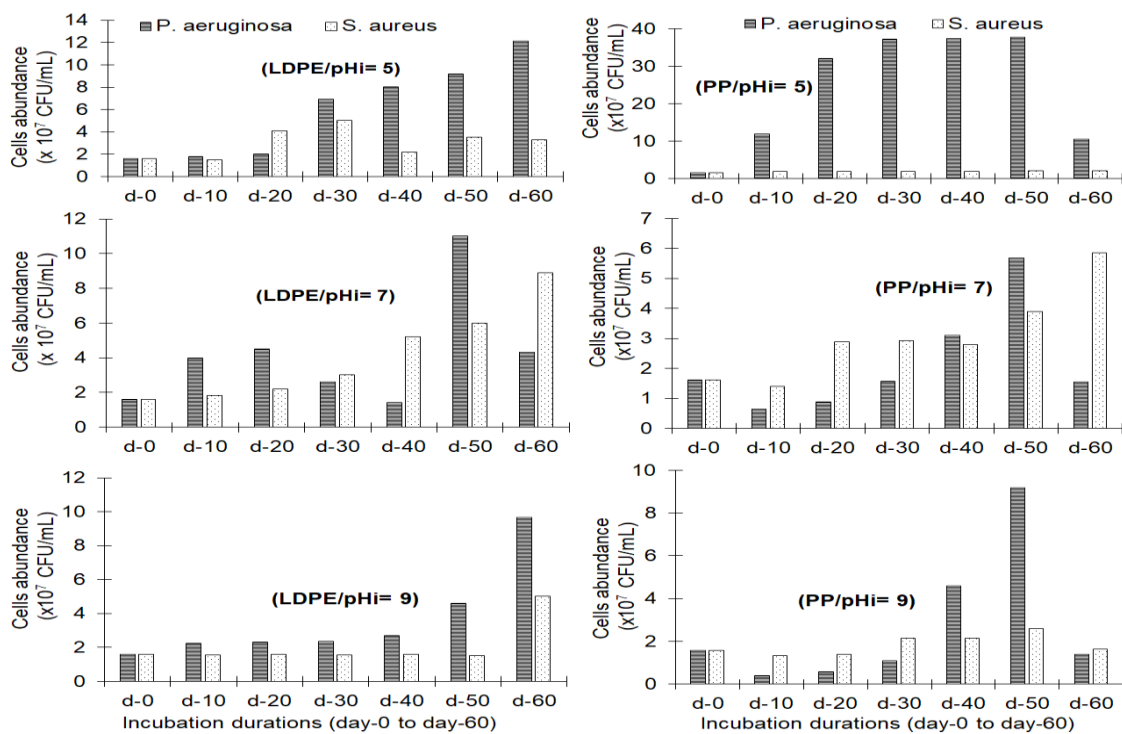 P. aeruginosa S. aureus
Cells abundance
(x 10⁷ CFU/mL)
14
12
10
8
6
4
2
0
(LDPE/pHi= 5)
d-0 d-10 d-20 d-30 d-40 d-50 d-60
P. aeruginosa S. aureus
Cells abundance
(x10⁷ CFU/mL)
40
30
20
10
0
(PP/pHi= 5)
d-0 d-10 d-20 d-30 d-40 d-50 d-60
Cells abundance
(x 10⁷ CFU/mL)
12
10
8
6
4
2
0
(LDPE/pHi= 7)
d-0 d-10 d-20 d-30 d-40 d-50 d-60
Cells abundance
(x10⁷ CFU/mL)
7
6
5
4
3
2
1
0
(PP/pHi= 7)
d-0 d-10 d-20 d-30 d-40 d-50 d-60
Cells abundance
(x10⁷ CFU/mL)
12
10
8
6
4
2
0
(LDPE/pHi= 9)
d-0 d-10 d-20 d-30 d-40 d-50 d-60
Incubation durations (day-0 to day-60)
Cells abundance
(x10⁷ CFU/mL)
10
8
6
4
2
0
(PP/pHi= 9)
d-0 d-10 d-20 d-30 d-40 d-50 d-60
Incubation durations (day-0 to day-60)